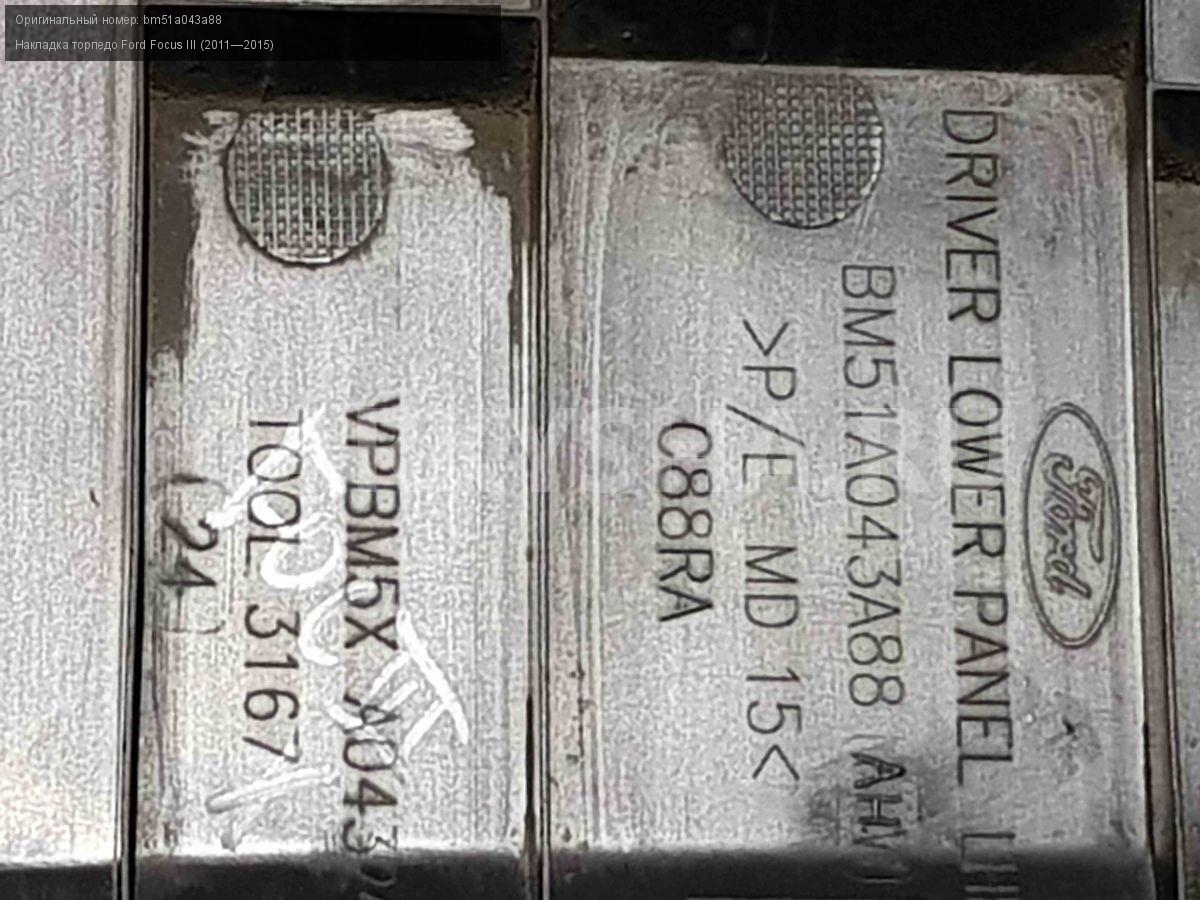 Оригинальный номер: bm51a043a88
Накладка торпедо Ford Focus III (2011—2015)
Ford
DRIVER LOWER PANEL
BM51A043A88
>P/E MD 15<
C88RA
VPBM5X
TOOL 3167
24